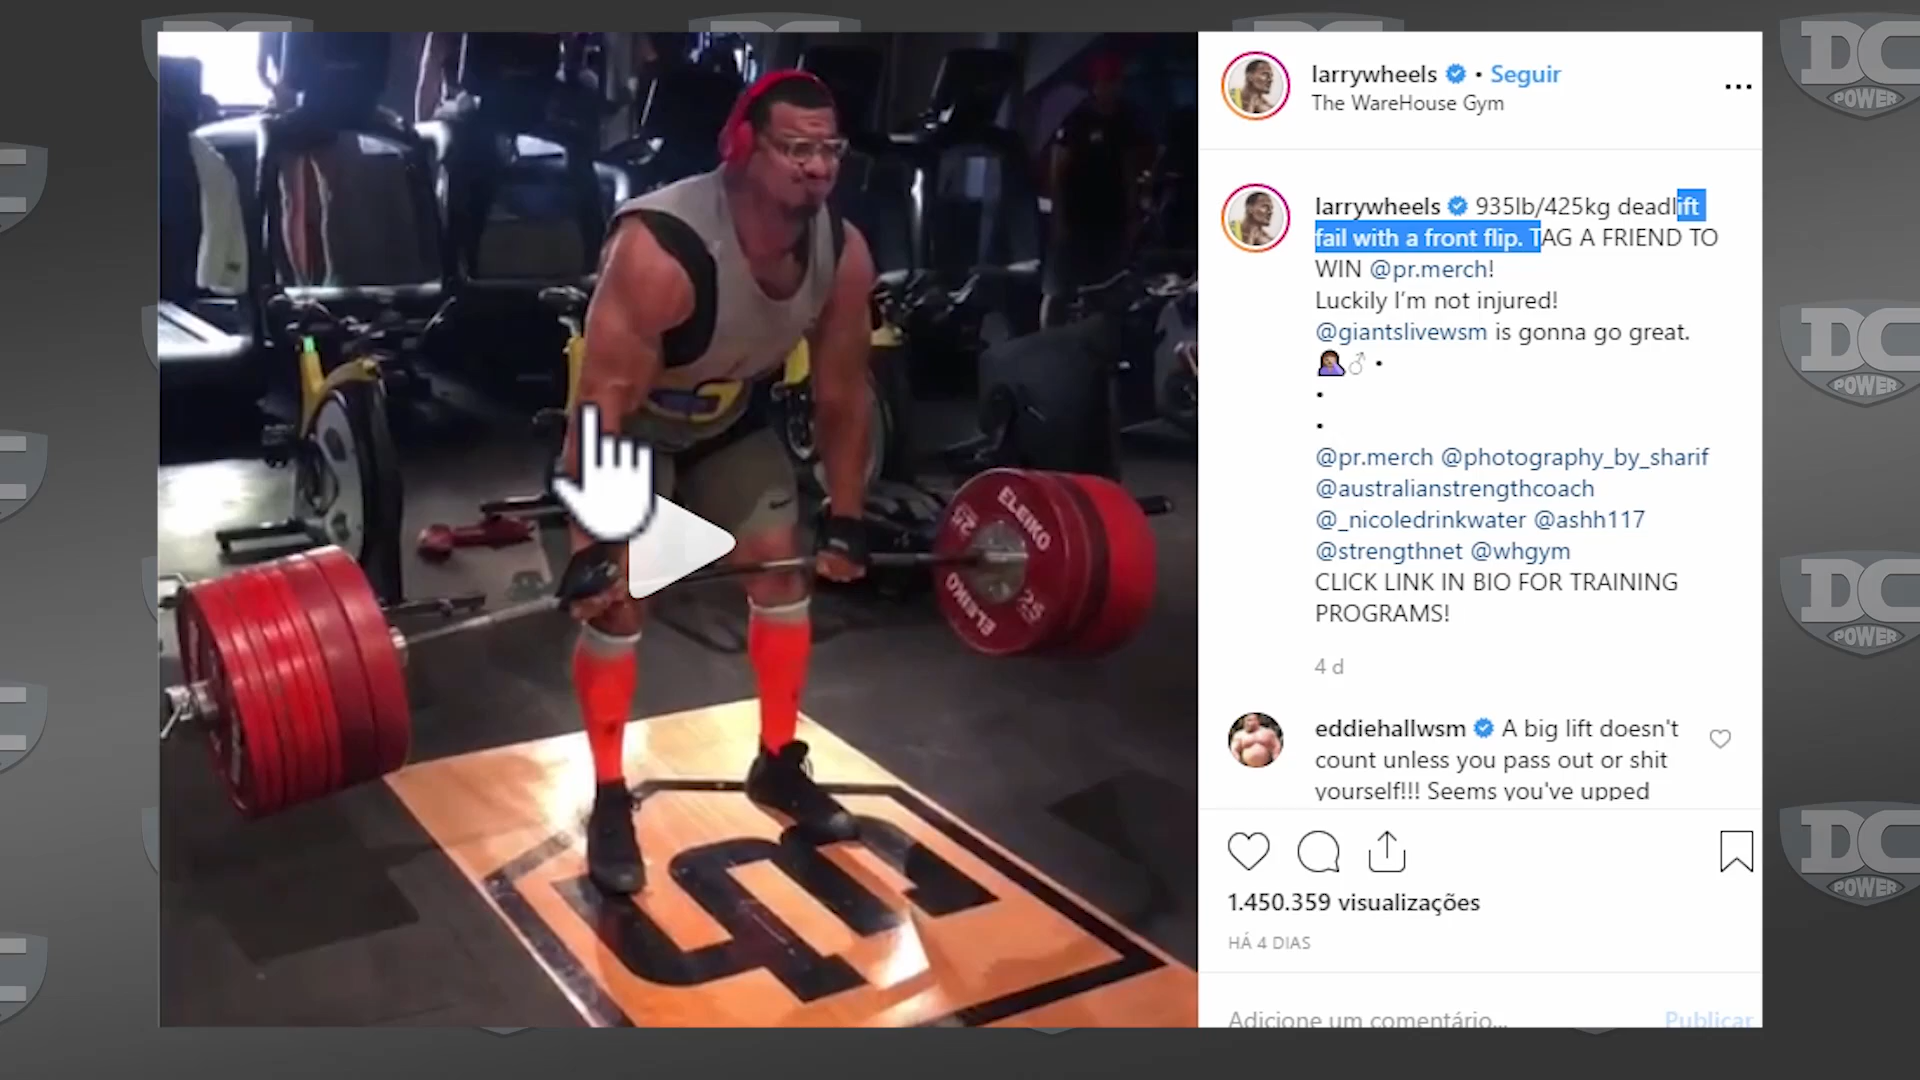 larrywheels • Seguir
The WareHouse Gym
larrywheels 935lb/425kg deadlift
fail with a front flip. TAG A FRIEND TO
WIN @pr.merch!
Luckily I'm not injured!
@giantslivewsm is gonna go great.
•
•
•
@pr.merch @photography_by_sharif
@australianstrengthcoach
@_nicoledrinkwater @ashh117
@strengthnet @whgym
CLICK LINK IN BIO FOR TRAINING
PROGRAMS!
4 d
eddiehallwsm A big lift doesn't
count unless you pass out or shit
yourself!!! Seems you've upped
1.450.359 visualizações
HÁ 4 DIAS
Adicione um comentário... Publicar
ELEIKO
25
ELEIKO
25
DC
POWER
DC
POWER
DC
POWER
DC
POWER